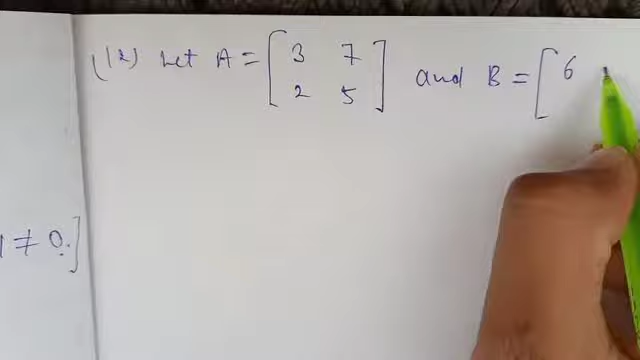 (12) Let A = [ 3 7 and B = [ 6
2 5 ]
≠ 0.]